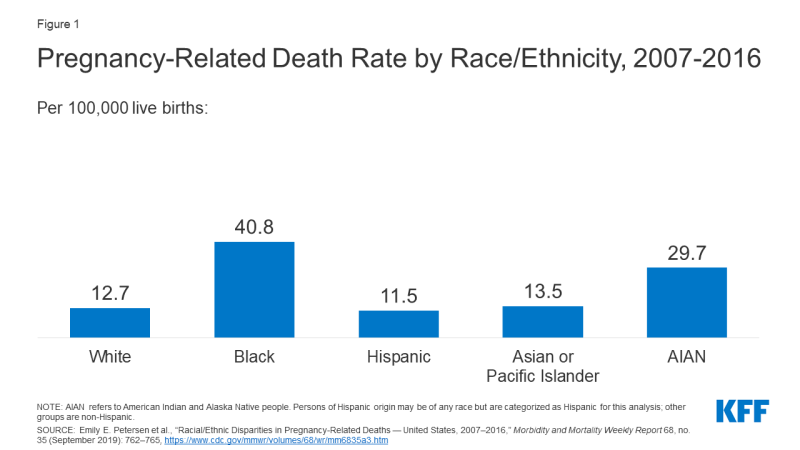 Figure 1
Pregnancy-Related Death Rate by Race/Ethnicity, 2007-2016
Per 100,000 live births:
12.7
40.8
11.5
13.5
29.7
White
Black
Hispanic
Asian or
Pacific Islander
AIAN
NOTE: AIAN refers to American Indian and Alaska Native people. Persons of Hispanic origin may be of any race but are categorized as Hispanic for this analysis; other
groups are non-Hispanic.
SOURCE: Emily E. Petersen et al., “Racial/Ethnic Disparities in Pregnancy-Related Deaths — United States, 2007–2016,” Morbidity and Mortality Weekly Report 68, no.
35 (September 2019): 762–765, https://www.cdc.gov/mmwr/volumes/68/wr/mm6835a3.htm
KFF